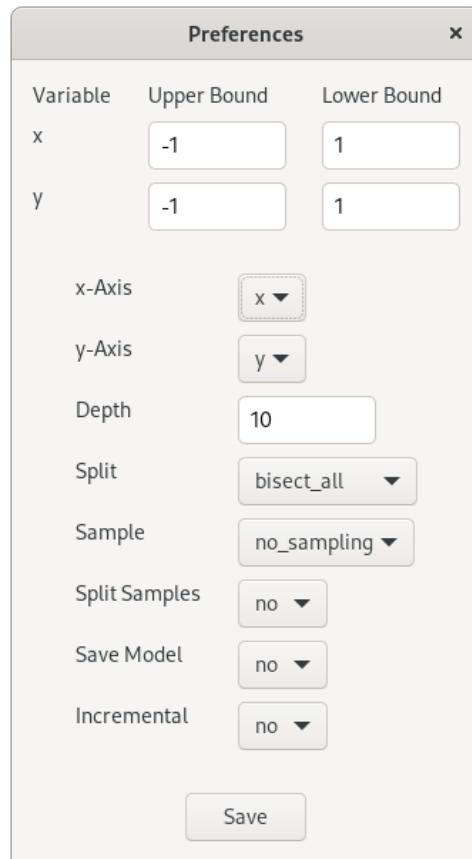 Preferences ×
Variable Upper Bound Lower Bound
x -1 1
y -1 1
x-Axis x
y-Axis y
Depth 10
Split bisect_all
Sample no_sampling
Split Samples no
Save Model no
Incremental no
Save